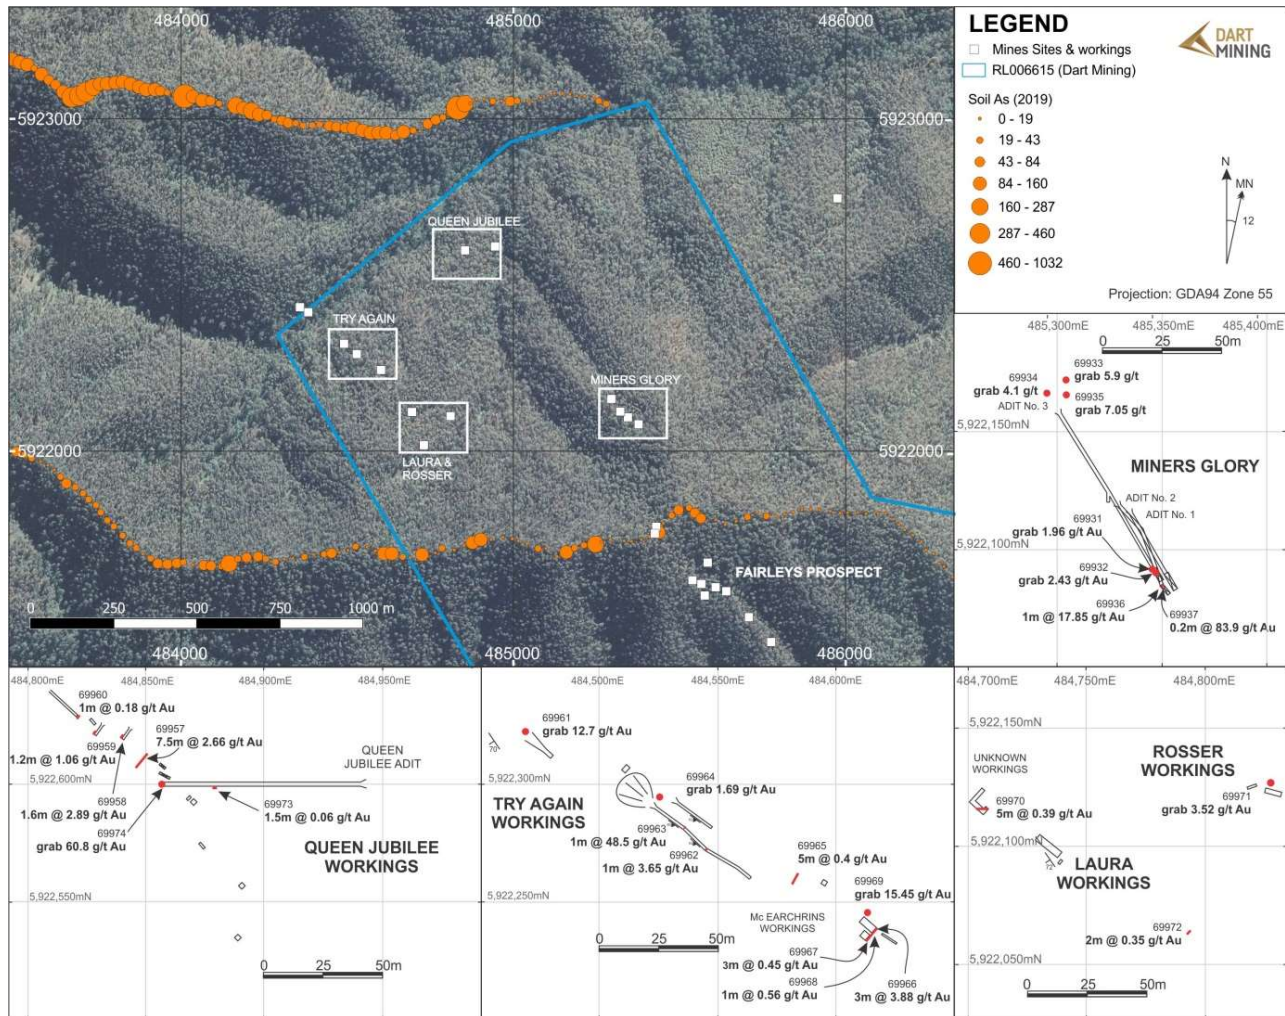 484000
485000
486000
5923000
5923000
QUEEN JUBILEE
TRY AGAIN
MINERS GLORY
LAURA &
ROSSER
5922000
5922000
FAIRLEYS PROSPECT
0 250 500 750 1000 m
484000
485000
486000
LEGEND
DART
MINING
Mines Sites & workings
RL006615 (Dart Mining)
Soil As (2019)
0 - 19
19 - 43
43 - 84
84 - 160
160 - 287
287 - 460
460 - 1032
N
MN
12
Projection: GDA94 Zone 55
485,300mE
485,350mE
485,400mE
0 25 50m
69933
grab 5.9 g/t
69934
grab 4.1 g/t
69935
grab 7.05 g/t
ADIT No. 3
5,922,150mN
MINERS GLORY
ADIT No. 2
ADIT No. 1
69931
grab 1.96 g/t Au
5,922,100mN
69932
grab 2.43 g/t Au
69936
1m @ 17.85 g/t Au
69937
0.2m @ 83.9 g/t Au
484,800mE
484,850mE
484,900mE
484,950mE
69960
1m @ 0.18 g/t Au
69957
7.5m @ 2.66 g/t Au
69959
1.2m @ 1.06 g/t Au
QUEEN
JUBILEE ADIT
5,922,600mN
69958
1.6m @ 2.89 g/t Au
69973
1.5m @ 0.06 g/t Au
69974
grab 60.8 g/t Au
QUEEN JUBILEE
WORKINGS
5,922,550mN
0 25 50m
484,500mE
484,550mE
484,600mE
70
69961
grab 12.7 g/t Au
5,922,300mN
69964
grab 1.69 g/t Au
TRY AGAIN
WORKINGS
69963
1m @ 48.5 g/t Au
69962
1m @ 3.65 g/t Au
69965
5m @ 0.4 g/t Au
69969
grab 15.45 g/t Au
5,922,250mN
Mc EARCHRINS
WORKINGS
0 25 50m
69967
3m @ 0.45 g/t Au
69968
1m @ 0.56 g/t Au
69966
3m @ 3.88 g/t Au
484,700mE
484,750mE
484,800mE
5,922,150mN
UNKNOWN
WORKINGS
ROSSER
WORKINGS
69970
5m @ 0.39 g/t Au
69971
grab 3.52 g/t Au
5,922,100mN
LAURA
WORKINGS
69972
2m @ 0.35 g/t Au
5,922,050mN
0 25 50m